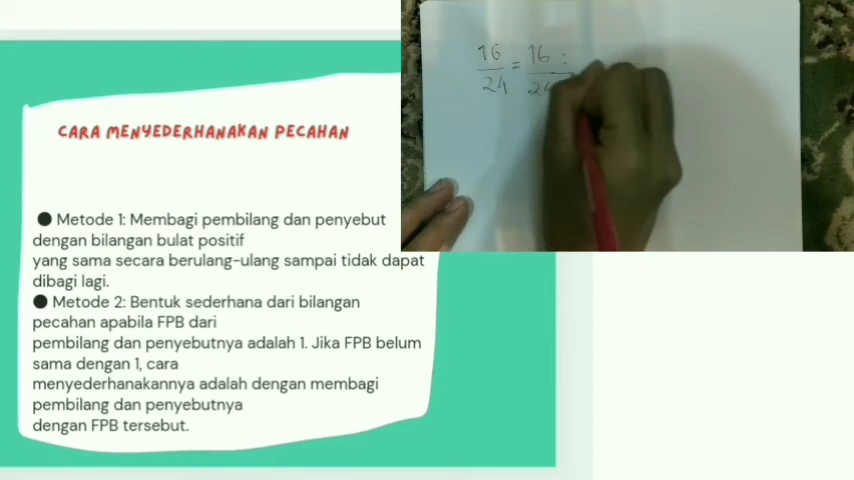 CARA MENYEDERHANAKAN PECAHAN
● Metode 1: Membagi pembilang dan penyebut
dengan bilangan bulat positif
yang sama secara berulang-ulang sampai tidak dapat
dibagi lagi.
● Metode 2: Bentuk sederhana dari bilangan
pecahan apabila FPB dari
pembilang dan penyebutnya adalah 1. Jika FPB belum
sama dengan 1, cara
menyederhanakannya adalah dengan membagi
pembilang dan penyebutnya
dengan FPB tersebut.
16 = 16 :
24 24